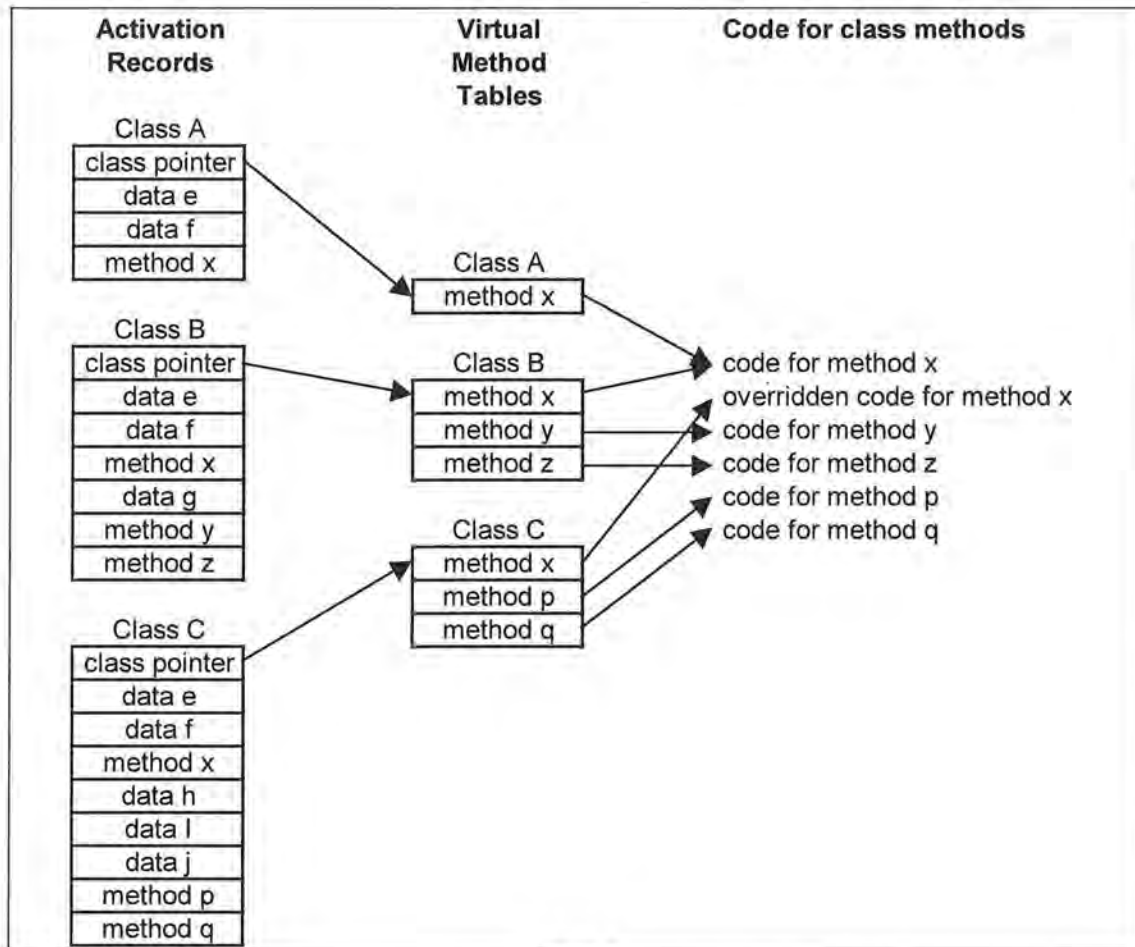 Activation
Records
Virtual
Method
Tables
Code for class methods
Class A
class pointer
data e
data f
method x
Class B
class pointer
data e
data f
method x
data g
method y
method z
Class C
class pointer
data e
data f
method x
data h
data l
data j
method p
method q
Class A
method x
Class B
method x
method y
method z
Class C
method x
method p
method q
code for method x
overridden code for method x
code for method y
code for method z
code for method p
code for method q